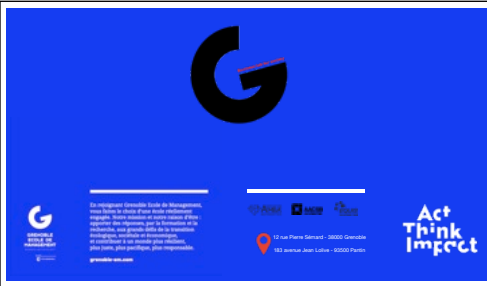 GRENOBLE
ECOLE DE
MANAGEMENT
En rejoignant Grenoble Ecole de Management,
vous faites le choix d'une école réellement
engagée. Notre mission et notre raison d'être :
apporter des réponses, par la formation et la
recherche, aux grands défis de la transition
écologique, sociétale et économique,
et contribuer à un monde plus résilient,
plus juste, plus pacifique, plus responsable.
grenoble-em.com
AACSB
12 rue Pierre Sémard - 38000 Grenoble
183 avenue Jean Lolive - 93500 Pantin
Act
Think
Impact